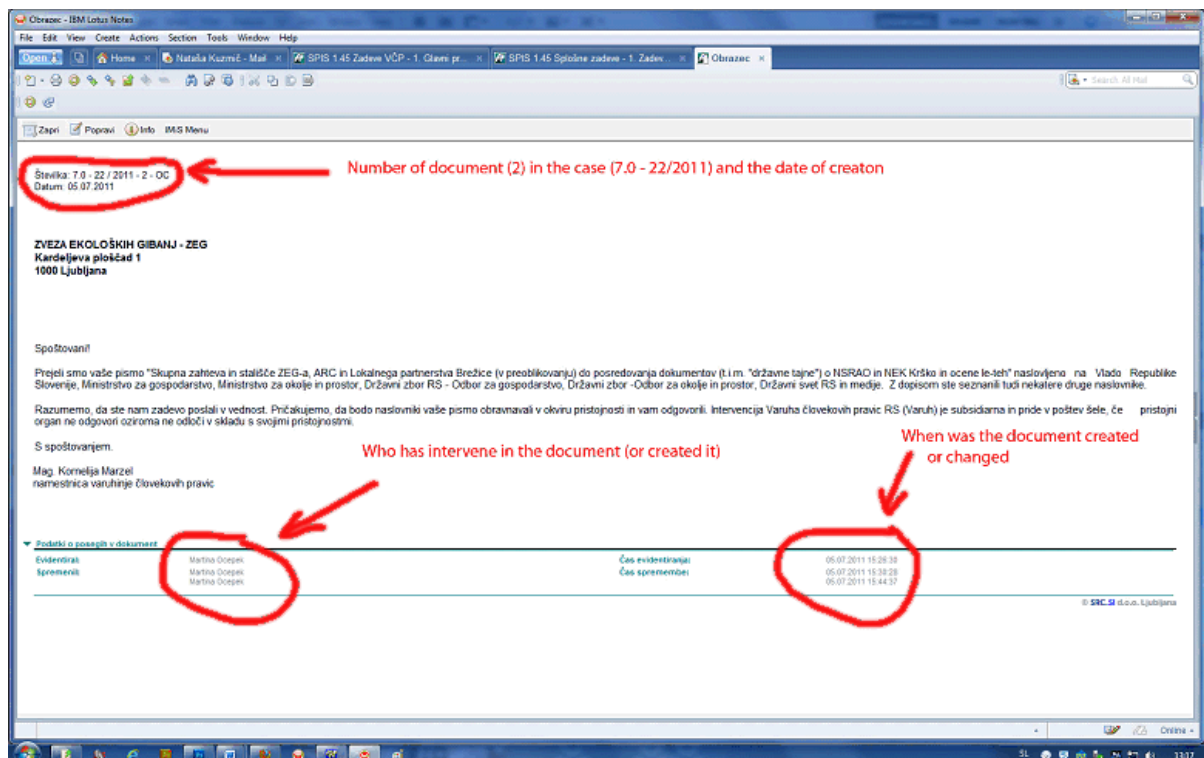 Obrazec - IBM Lotus Notes
File Edit View Create Actions Section Tools Window Help
Open Home Nataša Kuzmič - Mail SPIS 1.45 Zadeve VČP - 1. Glavni pr... SPIS 1.45 Splošne zadeve - 1. Zadev... Obrazec
Search All Mail
Zapri Popravi Info IMiS Menu
Številka: 7.0 - 22 / 2011 - 2 - OC
Datum: 05.07.2011
Number of document (2) in the case (7.0 - 22/2011) and the date of creaton
ZVEZA EKOLOŠKIH GIBANJ - ZEG
Kardeljeva ploščad 1
1000 Ljubljana
Spoštovani!
Prejeli smo vaše pismo "Skupna zahteva in stališče ZEG-a, ARC in Lokalnega partnerstva Brežice (v preoblikovanju) do posredovanja dokumentov (t.i.m. "državne tajne") o NSRAO in NEK Krško in ocene le-teh" naslovljeno na Vlado Republike
Slovenije, Ministrstvo za gospodarstvo, Ministrstvo za okolje in prostor, Državni zbor RS - Odbor za gospodarstvo, Državni zbor -Odbor za okolje in prostor, Državni svet RS in medije. Z dopisom ste seznanili tudi nekatere druge naslovnike.
Razumemo, da ste nam zadevo poslali v vednost. Pričakujemo, da bodo naslovniki vaše pismo obravnavali v okviru pristojnosti in vam odgovorili. Intervencija Varuha človekovih pravic RS (Varuh) je subsidiarna in pride v poštev šele, če pristojni
organ ne odgovori oziroma ne odloči v skladu s svojimi pristojnostmi.
S spoštovanjem.
Mag. Kornelija Marzel
namestnica varuhinje človekovih pravic
Who has intervene in the document (or created it)
When was the document created
or changed
Podatki o posegih v dokument
Evidentiral: Martina Ocepek Čas evidentiranja: 05.07.2011 15:26:38
Spremenil: Martina Ocepek Čas spremembe: 05.07.2011 15:38:28
Martina Ocepek 05.07.2011 15:44:37
© SRC.SI d.o.o. Ljubljana
Online
SL 13:17